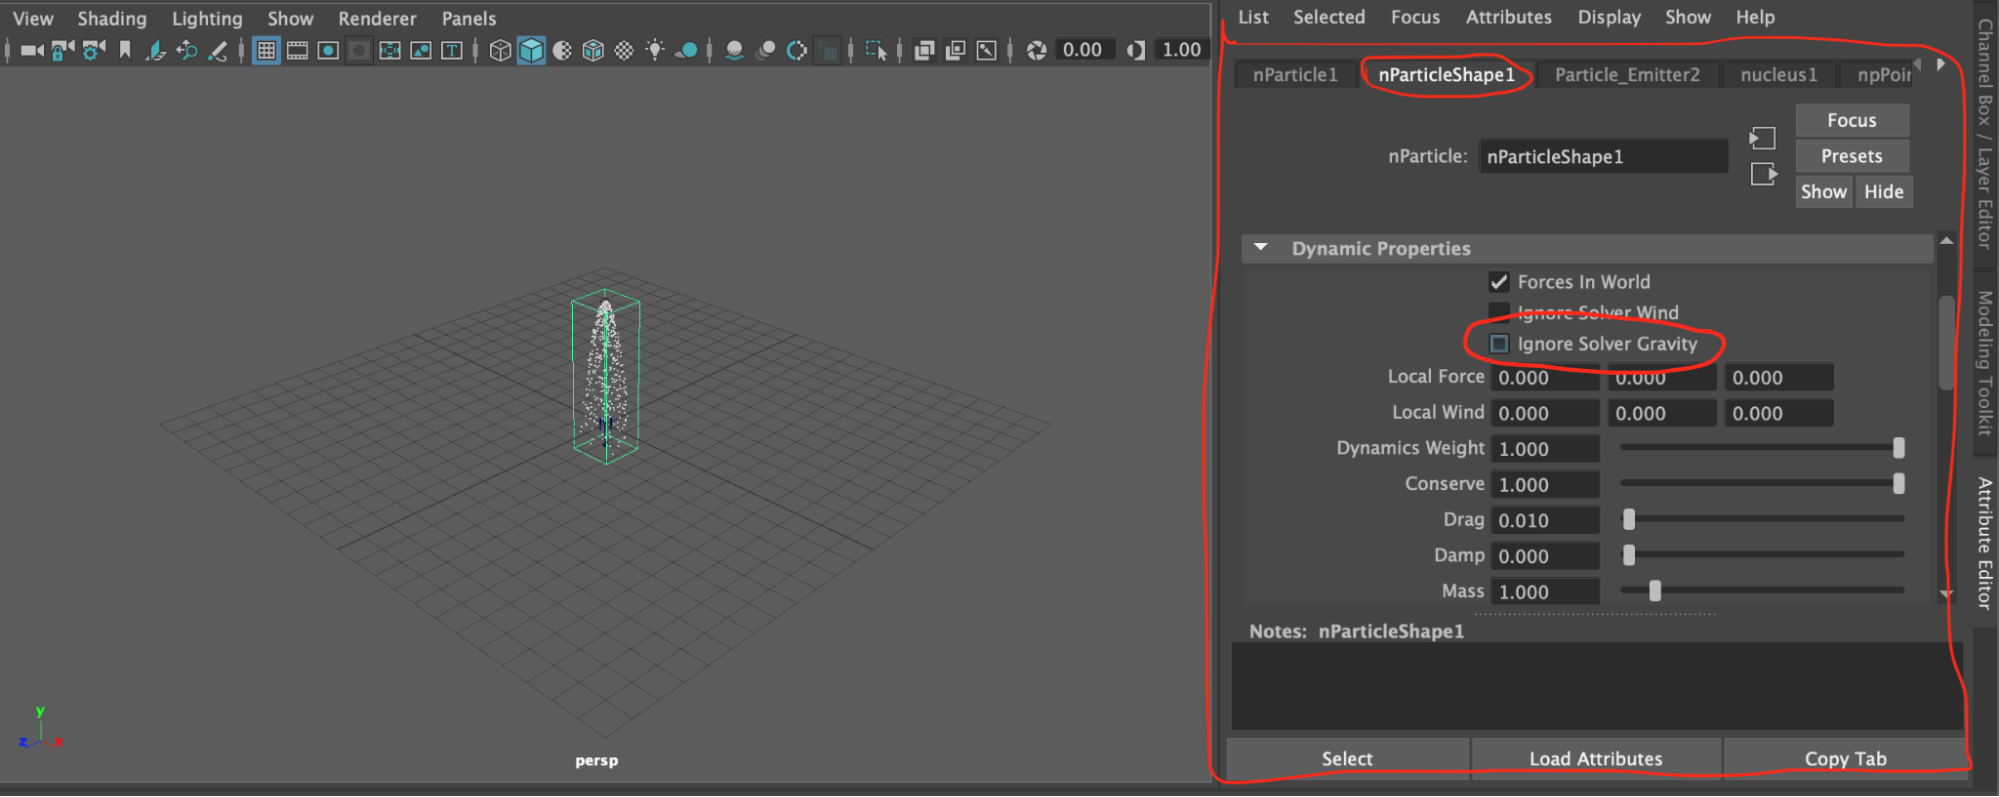 View Shading Lighting Show Renderer Panels
0.00 1.00
y
z x
persp
List Selected Focus Attributes Display Show Help
nParticle1 nParticleShape1 Particle_Emitter2 nucleus1 npPoir
nParticle: nParticleShape1
Focus
Presets
Show Hide
Dynamic Properties
Forces In World
Ignore Solver Wind
Ignore Solver Gravity
Local Force 0.000 0.000 0.000
Local Wind 0.000 0.000 0.000
Dynamics Weight 1.000
Conserve 1.000
Drag 0.010
Damp 0.000
Mass 1.000
Notes: nParticleShape1
Select Load Attributes Copy Tab
Channel Box / Layer Editor
Modeling Toolkit
Attribute Editor